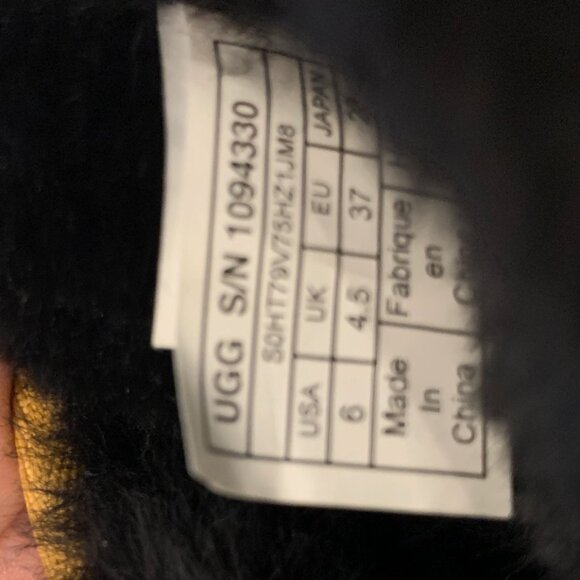 UGG S/N 1094330
S0HT79V75HZ1JM8
USA UK EU JAPAN
6 4.5 37
Made Fabrique
In en
China